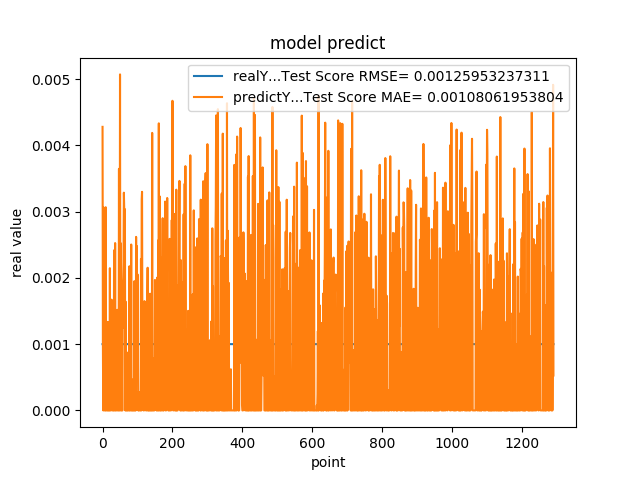 model predict
realY...Test Score RMSE= 0.00125953237311
predictY...Test Score MAE= 0.00108061953804
real value
0.005
0.004
0.003
0.002
0.001
0.000
0 200 400 600 800 1000 1200
point